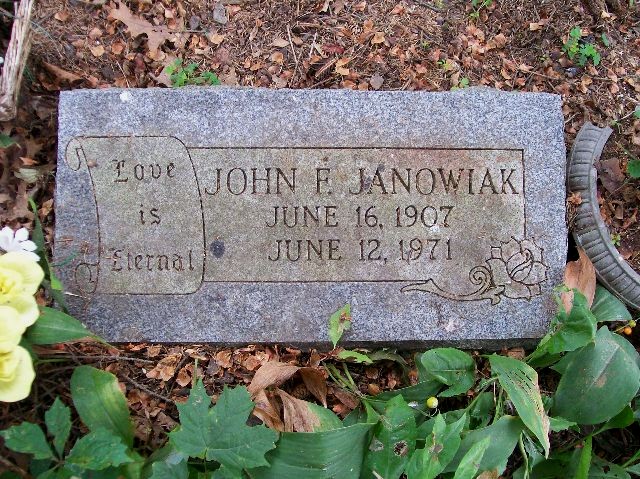 Love
is
Eternal
JOHN F. JANOWIAK
JUNE 16, 1907
JUNE 12, 1971